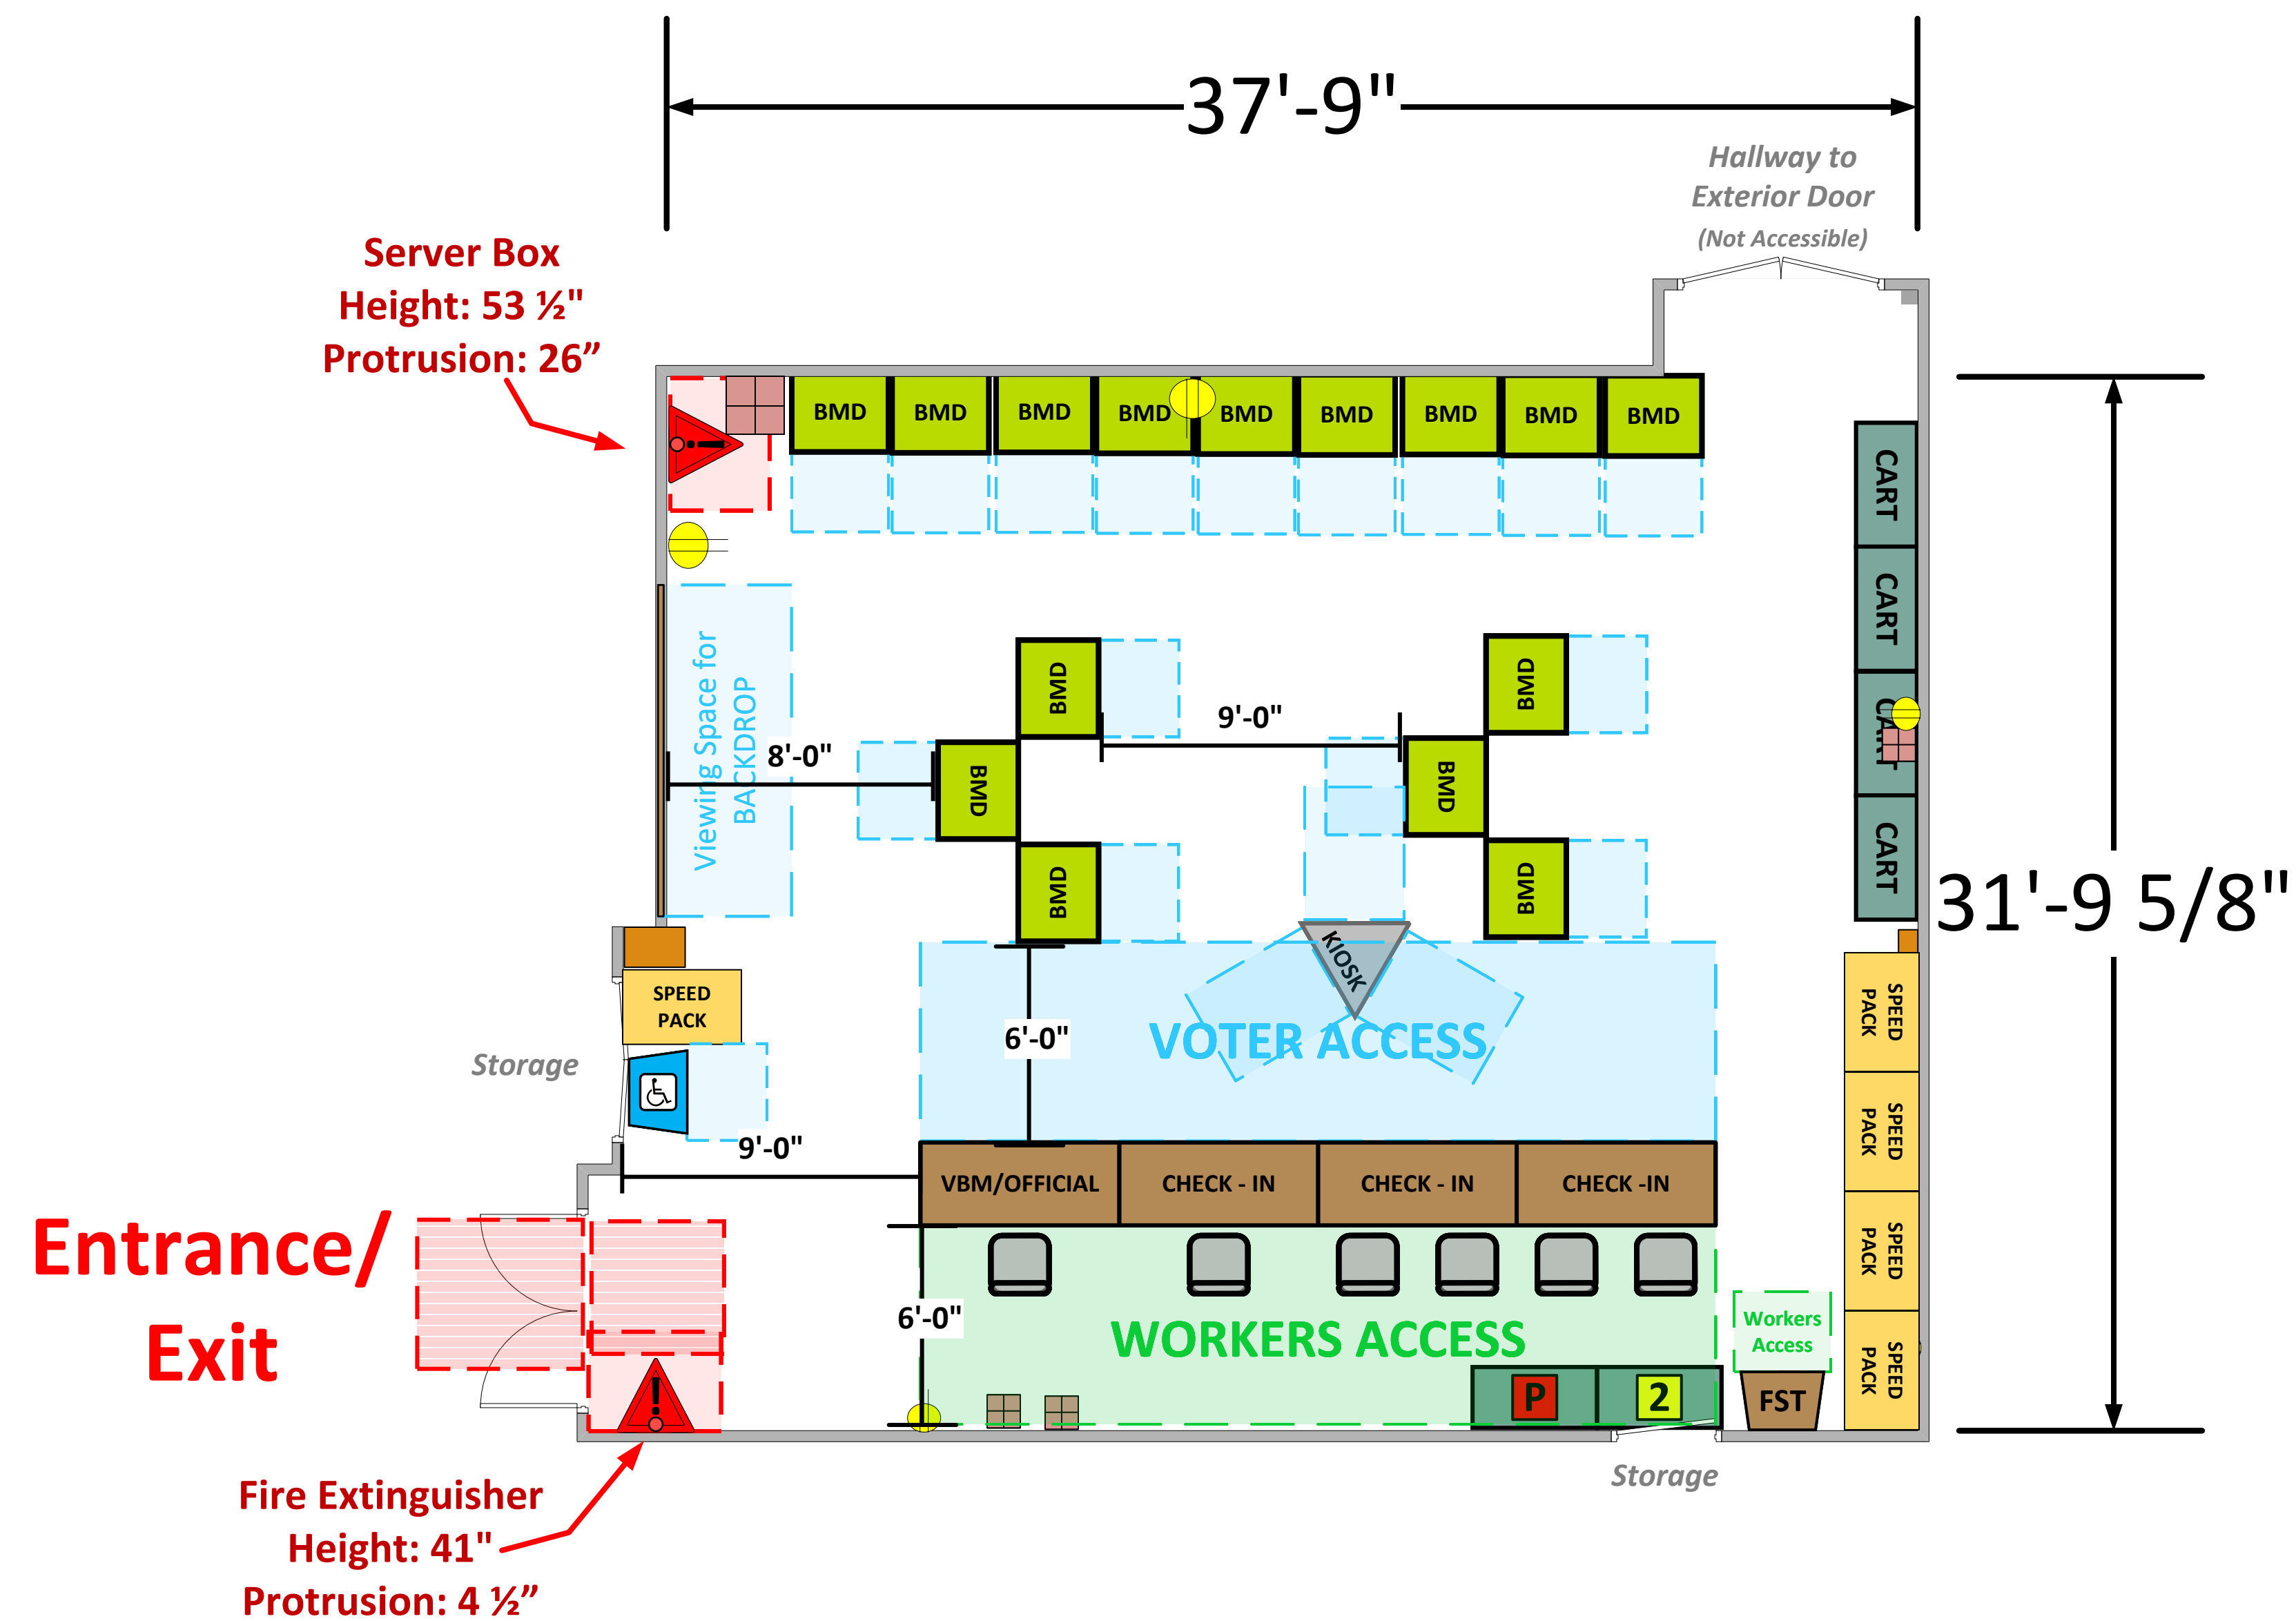 37'-9"
Hallway to
Exterior Door
(Not Accessible)
Server Box
Height: 53 ½"
Protrusion: 26”
BMD
BMD
BMD
BMD
BMD
BMD
BMD
BMD
BMD
CART
CART
CART
CART
Viewing Space for
BACKDROP
8'-0"
BMD
BMD
BMD
9'-0"
BMD
BMD
BMD
31'-9 5/8"
KIOSK
SPEED
PACK
Storage
6'-0"
VOTER ACCESS
9'-0"
VBM/OFFICIAL
CHECK - IN
CHECK - IN
CHECK -IN
SPEED
PACK
SPEED
PACK
SPEED
PACK
SPEED
PACK
Entrance/
Exit
6'-0"
WORKERS ACCESS
Workers
Access
P
2
FST
Storage
Fire Extinguisher
Height: 41"
Protrusion: 4 ½”